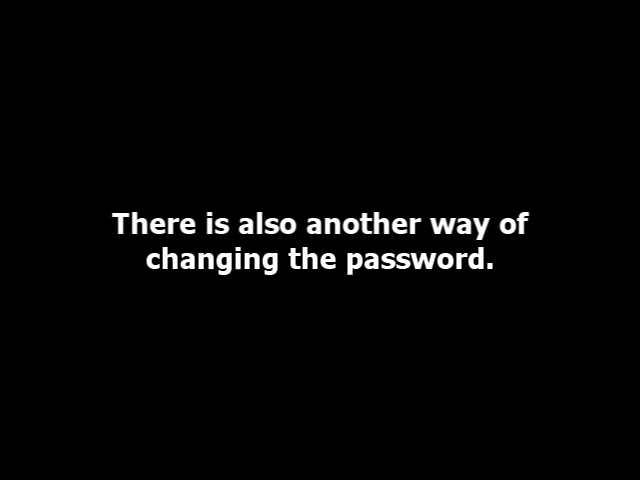 There is also another way of
changing the password.